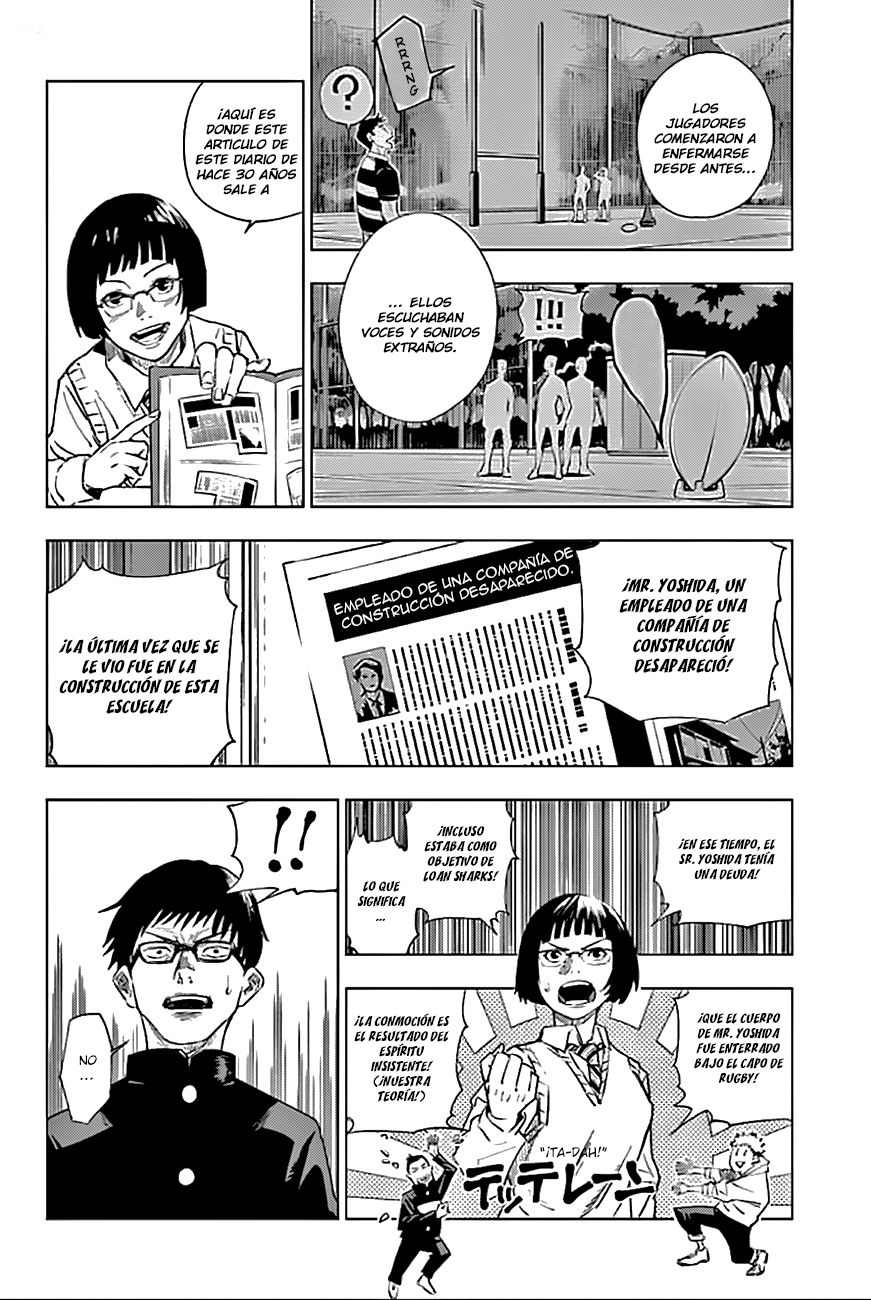 LOS
JUGADORES
COMENZARON A
ENFERMARSE
DESDE ANTES...
RRRRNG
?
... ELLOS
ESCUCHABAN
VOCES Y SONIDOS
EXTRAÑOS.
!!!
¡AQUÍ ES
DONDE ESTE
ARTICULO DE
ESTE DIARIO DE
HACE 30 AÑOS
SALE A
¡MR. YOSHIDA, UN
EMPLEADO DE UNA
COMPAÑÍA DE
CONSTRUCCIÓN
DESAPARECIÓ!
EMPLEADO DE UNA COMPAÑÍA DE
CONSTRUCCIÓN DESAPARECIDO.
¡LA ÚLTIMA VEZ QUE SE
LE VIO FUE EN LA
CONSTRUCCIÓN DE ESTA
ESCUELA!
¡EN ESE TIEMPO, EL
SR. YOSHIDA TENÍA
UNA DEUDA!
¡INCLUSO
ESTABA COMO
OBJETIVO DE
LOAN SHARKS!
LO QUE
SIGNIFICA
...
¡QUE EL CUERPO
DE MR. YOSHIDA
FUE ENTERRADO
BAJO EL CAPO DE
RUGBY!
¡LA CONMOCIÓN ES
EL RESULTADO DEL
ESPÍRITU
INSISTENTE!
(¡NUESTRA
TEORÍA!)
"¡TA-DAH!"
テッテレーン
!!
NO
...